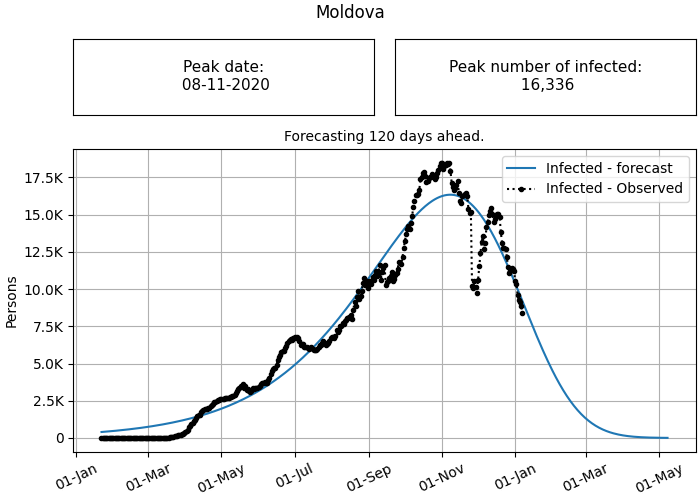 Moldova
Peak date:
08-11-2020
Peak number of infected:
16,336
Forecasting 120 days ahead.
Infected - forecast
Infected - Observed
17.5K
15.0K
12.5K
10.0K
7.5K
5.0K
2.5K
0
Persons
01-Jan
01-Mar
01-May
01-Jul
01-Sep
01-Nov
01-Jan
01-Mar
01-May